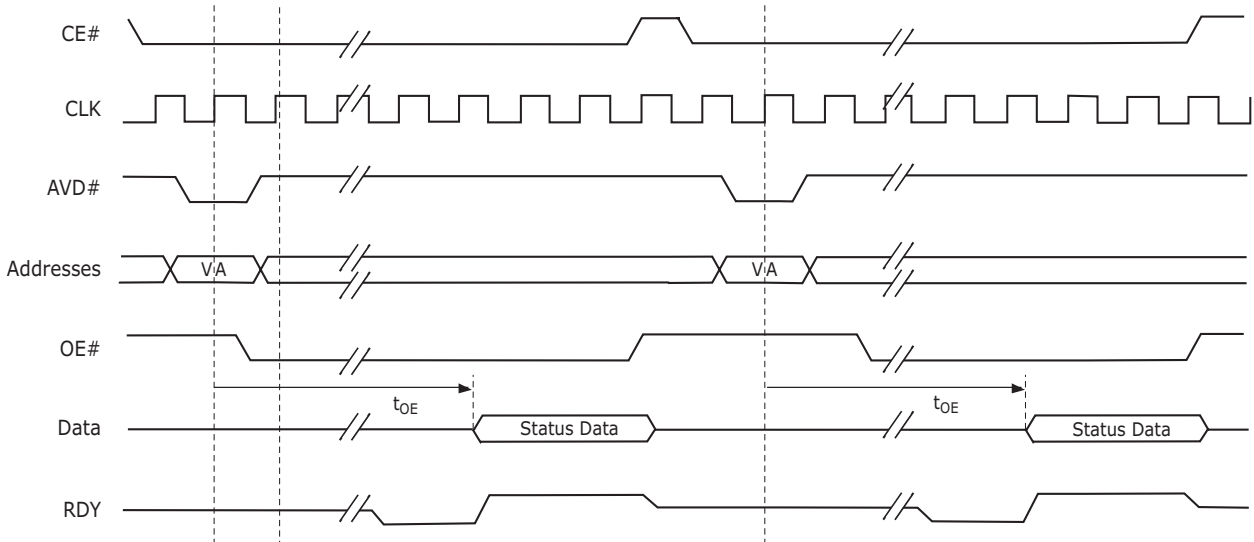 CE#
CLK
AVD#
Addresses
VA
VA
OE#
tOE
tOE
Data
Status Data
Status Data
RDY